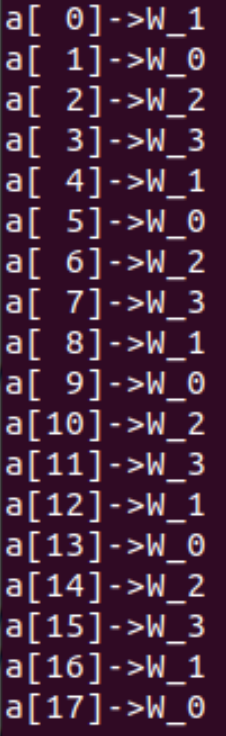 a[ 0]->W_1
a[ 1]->W_0
a[ 2]->W_2
a[ 3]->W_3
a[ 4]->W_1
a[ 5]->W_0
a[ 6]->W_2
a[ 7]->W_3
a[ 8]->W_1
a[ 9]->W_0
a[10]->W_2
a[11]->W_3
a[12]->W_1
a[13]->W_0
a[14]->W_2
a[15]->W_3
a[16]->W_1
a[17]->W_0